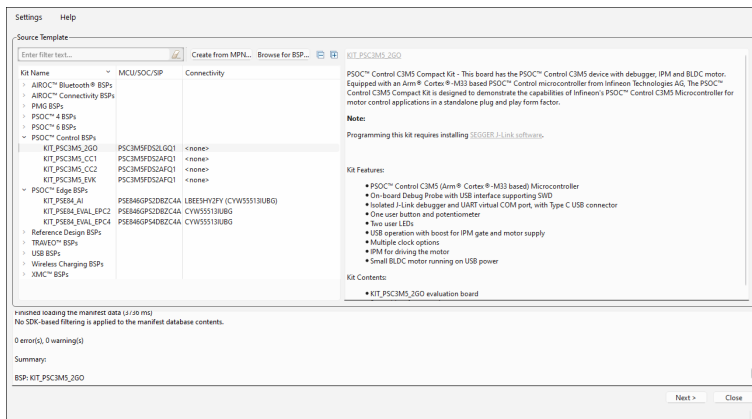 Settings Help
Source Template
Enter filter text...
Create from MPN... Browse for BSP...
Kit Name MCU/SOC/SIP Connectivity
AIROC™ Bluetooth® BSPs
AIROC™ Connectivity BSPs
PMG BSPs
PSOC™ 4 BSPs
PSOC™ 6 BSPs
PSOC™ Control BSPs
KIT_PSC3M5_2GO PSC3M5FDS2LGQ1 <none>
KIT_PSC3M5_CC1 PSC3M5FDS2AFQ1 <none>
KIT_PSC3M5_CC2 PSC3M5FDS2AFQ1 <none>
KIT_PSC3M5_EVK PSC3M5FDS2AFQ1 <none>
PSOC™ Edge BSPs
KIT_PSE84_AI PSE846GPS2DBZC4A LBEE5HY2FY (CYW55513IUBG)
KIT_PSE84_EVAL_EPC2 PSE846GPS2DBZC4A CYW55513IUBG
KIT_PSE84_EVAL_EPC4 PSE846GPS4DBZC4A CYW55513IUBG
Reference Design BSPs
TRAVEO™ BSPs
USB BSPs
Wireless Charging BSPs
XMC™ BSPs
KIT_PSC3M5_2GO
PSOC™ Control C3M5 Compact Kit - This board has the PSOC™ Control C3M5 device with debugger, IPM and BLDC motor.
Equipped with an Arm® Cortex®-M33 based PSOC™ Control microcontroller from Infineon Technologies AG, The PSOC™
Control C3M5 Compact Kit is designed to demonstrate the capabilities of Infineon's PSOC™ Control C3M5 Microcontroller for
motor control applications in a standalone plug and play form factor.
Note:
Programming this kit requires installing SEGGER J-Link software.
Kit Features:
• PSOC™ Control C3M5 (Arm® Cortex®-M33 based) Microcontroller
• On-board Debug Probe with USB interface supporting SWD
• Isolated J-Link debugger and UART virtual COM port, with Type C USB connector
• One user button and potentiometer
• Two user LEDs
• USB operation with boost for IPM gate and motor supply
• Multiple clock options
• IPM for driving the motor
• Small BLDC motor running on USB power
Kit Contents:
• KIT_PSC3M5_2GO evaluation board
Finished loading the manifest data (3736 ms)
No SDK-based filtering is applied to the manifest database contents.
0 error(s), 0 warning(s)
Summary:
BSP: KIT_PSC3M5_2GO
Next > Close